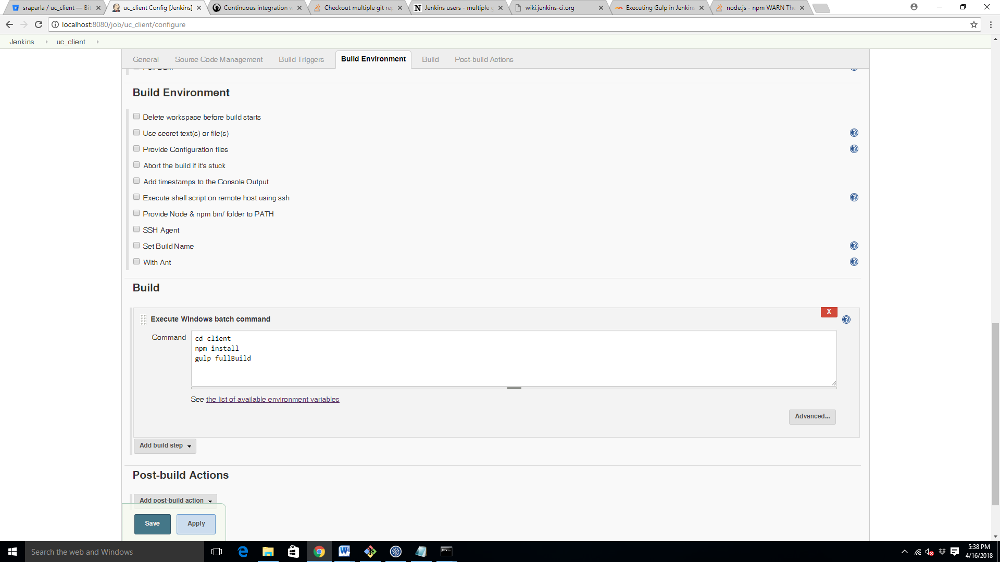 sraparla / uc_client — Bit
uc_client Config [Jenkins]
Continuous integration w
Checkout multiple git rep
Jenkins users - multiple g
wiki.jenkins-ci.org
Executing Gulp in Jenkins
node.js - npm WARN The
localhost:8080/job/uc_client/configure
Jenkins
uc_client
General
Source Code Management
Build Triggers
Build Environment
Build
Post-build Actions
Build Environment
Delete workspace before build starts
Use secret text(s) or file(s)
Provide Configuration files
Abort the build if it's stuck
Add timestamps to the Console Output
Execute shell script on remote host using ssh
Provide Node & npm bin/ folder to PATH
SSH Agent
Set Build Name
With Ant
Build
Execute Windows batch command
X
Command
cd client
npm install
gulp fullBuild
See the list of available environment variables
Advanced...
Add build step
Post-build Actions
Add post-build action
Save
Apply
Search the web and Windows
5:38 PM
4/16/2018